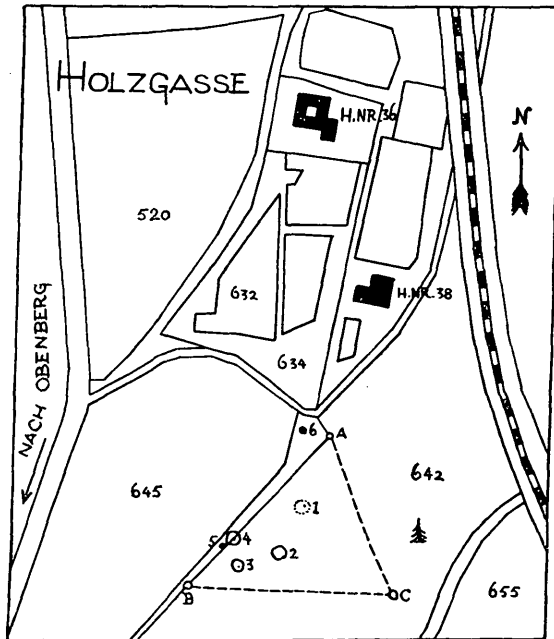 HOLZGASSE
H.NR.36
N
520
632
H.NR.38
634
NACH OBENBERG
6
A
645
642
1
5
4
2
3
B
C
655